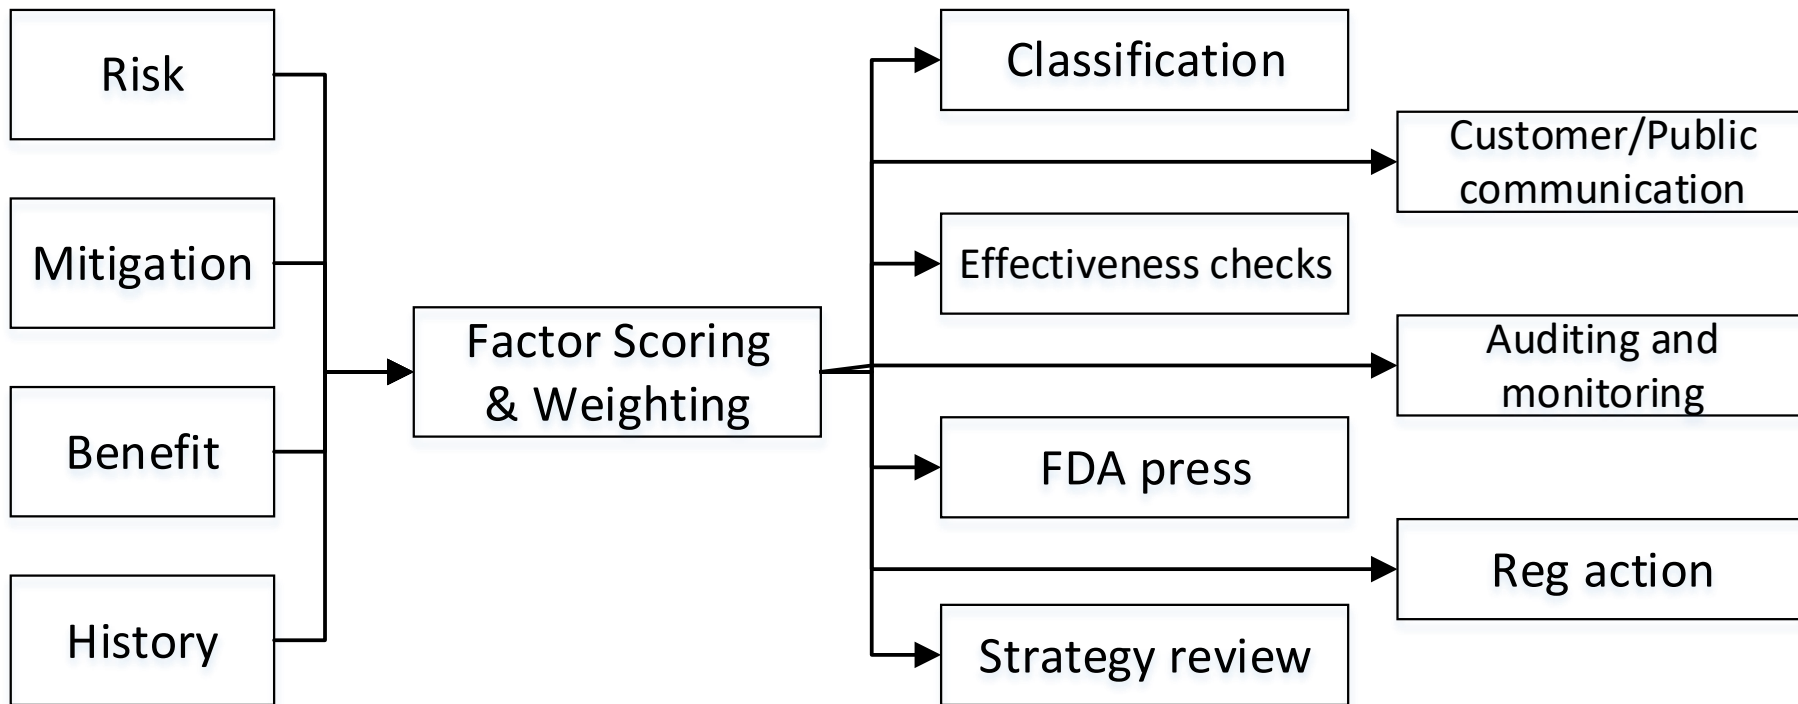 Risk
Mitigation
Benefit
History
Factor Scoring
& Weighting
Classification
Customer/Public
communication
Effectiveness checks
Auditing and
monitoring
FDA press
Reg action
Strategy review